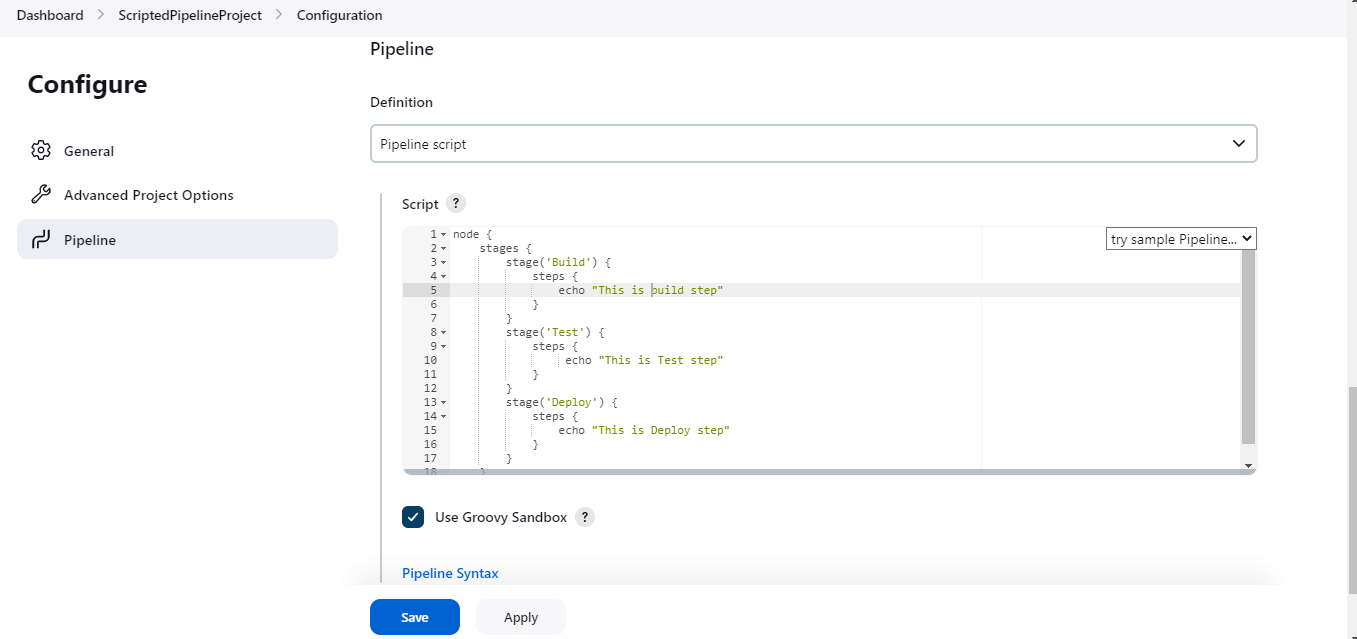 Dashboard > ScriptedPipelineProject > Configuration
Configure
General
Advanced Project Options
Pipeline
Pipeline
Definition
Pipeline script
Script ?
try sample Pipeline...
1 node {
2     stages {
3         stage('Build') {
4             steps {
5                 echo "This is build step"
6             }
7         }
8         stage('Test') {
9             steps {
10                 echo "This is Test step"
11             }
12         }
13         stage('Deploy') {
14             steps {
15                 echo "This is Deploy step"
16             }
17         }
18     }
Use Groovy Sandbox ?
Pipeline Syntax
Save
Apply